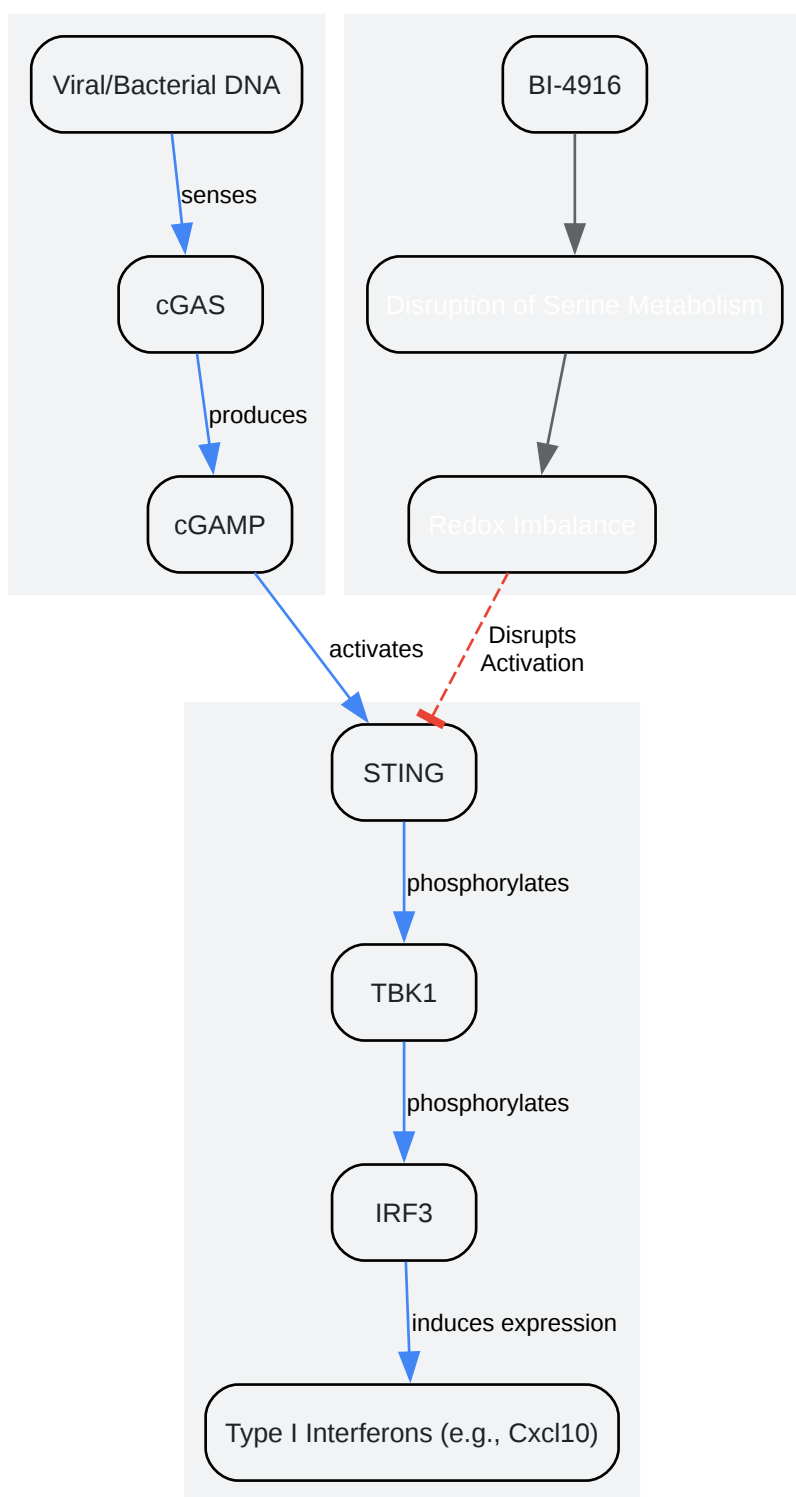 Viral/Bacterial DNA
BI-4916
senses
cGAS
Disruption of Serine Metabolism
produces
cGAMP
Redox Imbalance
activates
Disrupts
Activation
STING
phosphorylates
TBK1
phosphorylates
IRF3
induces expression
Type I Interferons (e.g., Cxcl10)